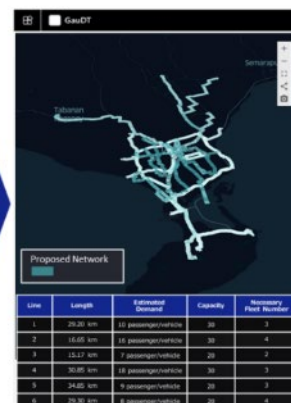 GauDT
Semarapu
Tabanan
Proposed Network
Line Length Estimated Demand Capacity Necessary Fleet Number
1 29.20 km 10 passenger/vehicle 30 3
2 16.65 km 16 passenger/vehicle 30 4
3 15.17 km 7 passenger/vehicle 20 2
4 30.85 km 18 passenger/vehicle 30 3
5 34.85 km 9 passenger/vehicle 20 3
6 29.30 km 8 passenger/vehicle 20 4